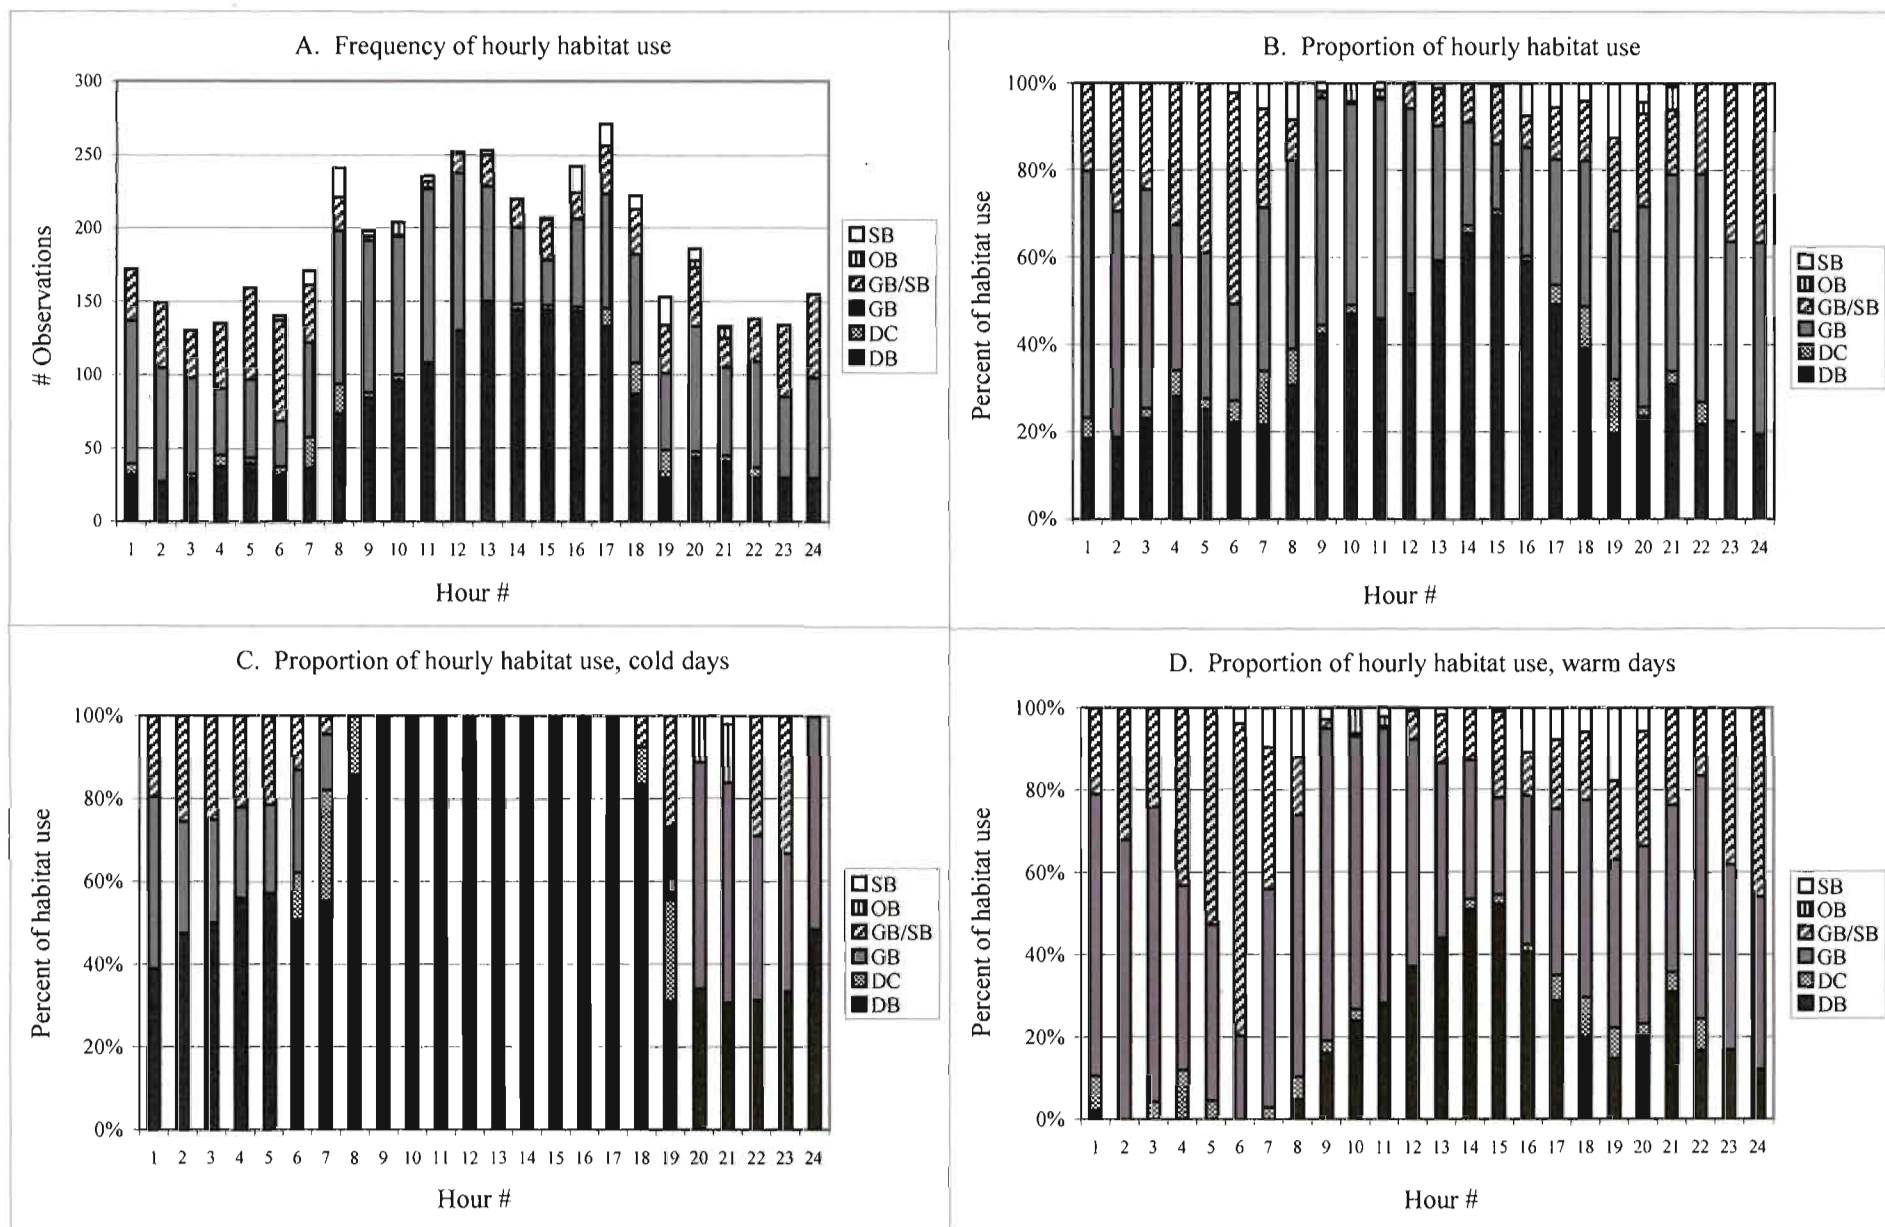 A. Frequency of hourly habitat use
300
250
200
150
100
50
0
# Observations
1 2 3 4 5 6 7 8 9 10 11 12 13 14 15 16 17 18 19 20 21 22 23 24
Hour #
SB
OB
GB/SB
GB
DC
DB
B. Proportion of hourly habitat use
100%
80%
60%
40%
20%
0%
Percent of habitat use
1 2 3 4 5 6 7 8 9 10 11 12 13 14 15 16 17 18 19 20 21 22 23 24
Hour #
SB
OB
GB/SB
GB
DC
DB
C. Proportion of hourly habitat use, cold days
100%
80%
60%
40%
20%
0%
Percent of habitat use
1 2 3 4 5 6 7 8 9 10 11 12 13 14 15 16 17 18 19 20 21 22 23 24
Hour #
SB
OB
GB/SB
GB
DC
DB
D. Proportion of hourly habitat use, warm days
100%
80%
60%
40%
20%
0%
Percent of habitat use
1 2 3 4 5 6 7 8 9 10 11 12 13 14 15 16 17 18 19 20 21 22 23 24
Hour #
SB
OB
GB/SB
GB
DC
DB